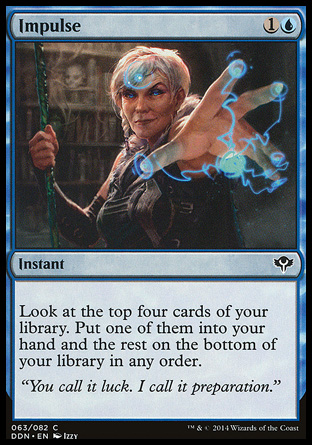 Impulse 1
Instant
Look at the top four cards of your
library. Put one of them into your
hand and the rest on the bottom of
your library in any order.
“You call it luck. I call it preparation.”
063/082 C
DDN • EN Izzy
™ & © 2014 Wizards of the Coast